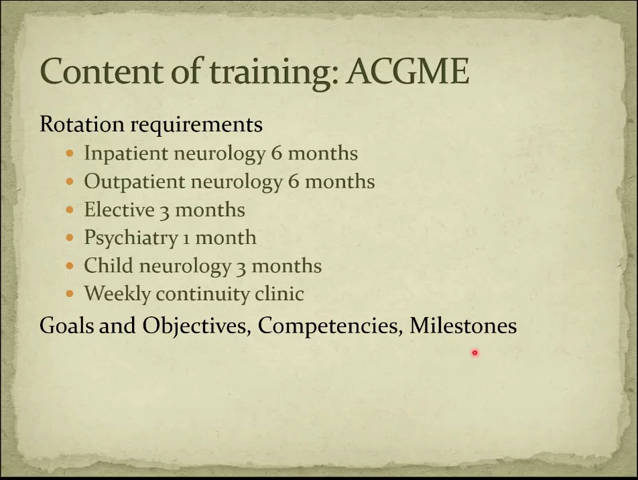 Content of training: ACGME
Rotation requirements
Inpatient neurology 6 months
Outpatient neurology 6 months
Elective 3 months
Psychiatry 1 month
Child neurology 3 months
Weekly continuity clinic
Goals and Objectives, Competencies, Milestones